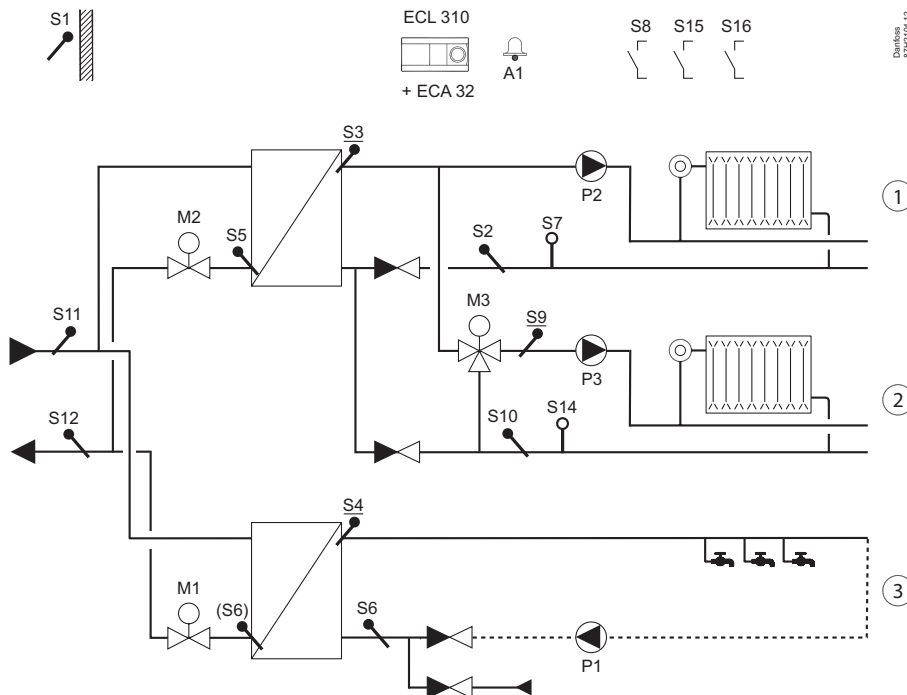 S1
ECL 310
+ ECA 32
A1
S8 S15 S16
Danfoss
S3
P2
1
M2
S5
S2
S7
S11
M3
S9
P3
2
S12
S10
S14
S4
M1
(S6)
S6
P1
3